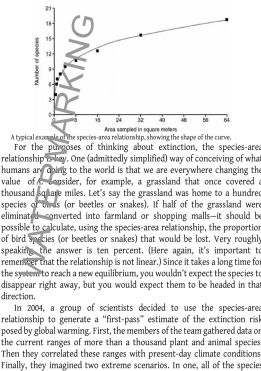 21
18
15
12
9
6
3
0
Number of species
0
8
16
24
32
40
48
56
64
Area sampled in square meters
A typical example of the species-area relationship, showing the shape of the curve.
For the purposes of thinking about extinction, the species-area
relationship is key. One (admittedly simplified) way of conceiving of what
humans are doing to the world is that we are everywhere changing the
value of A. Consider, for example, a grassland that once covered a
thousand square miles. Let's say the grassland was home to a hundred
species of birds (or beetles or snakes). If half of the grassland were
eliminated—converted into farmland or shopping malls—it should be
possible to calculate, using the species-area relationship, the proportion
of bird species (or beetles or snakes) that would be lost. Very roughly
speaking, the answer is ten percent. (Here again, it's important to
remember that the relationship is not linear.) Since it takes a long time for
the system to reach a new equilibrium, you wouldn't expect the species to
disappear right away, but you would expect them to be headed in that
direction.
In 2004, a group of scientists decided to use the species-area
relationship to generate a "first-pass" estimate of the extinction risk
posed by global warming. First, the members of the team gathered data on
the current ranges of more than a thousand plant and animal species.
Then they correlated these ranges with present-day climate conditions.
Finally, they imagined two extreme scenarios. In one, all of the species